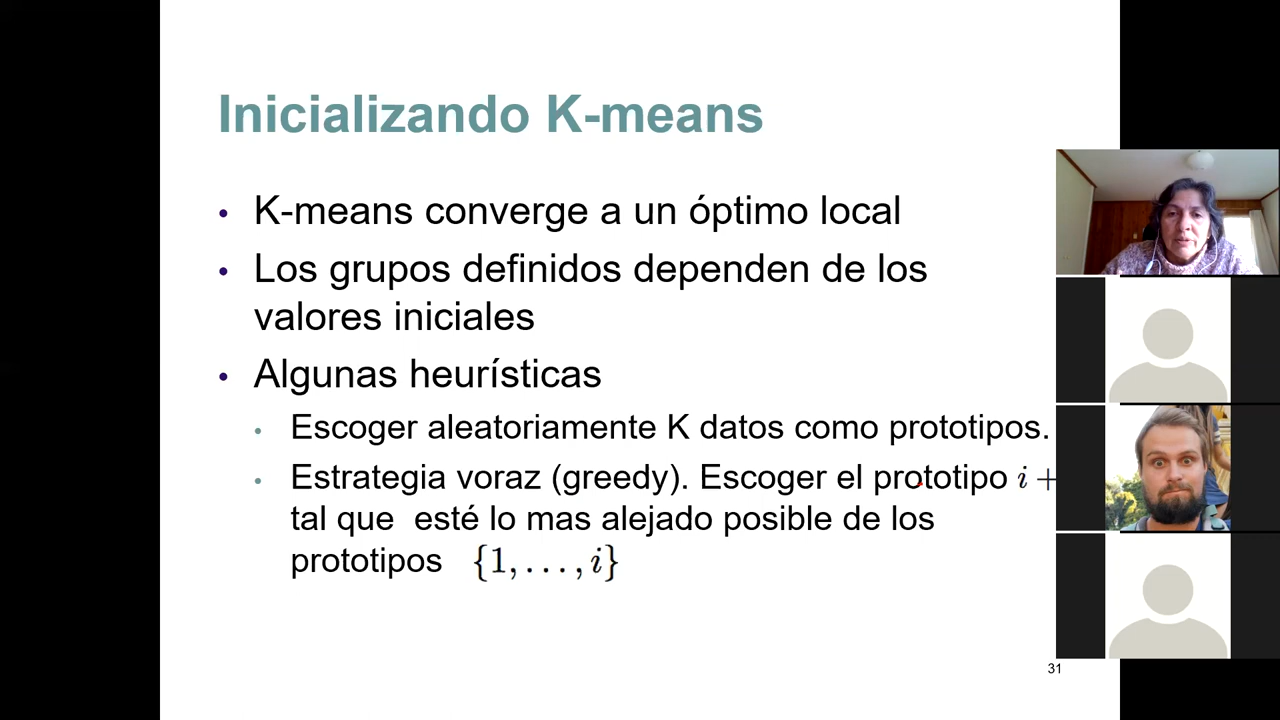 Inicializando K-means
• K-means converge a un óptimo local
• Los grupos definidos dependen de los
valores iniciales
• Algunas heurísticas
• Escoger aleatoriamente K datos como prototipos.
• Estrategia voraz (greedy). Escoger el prototipo i +
tal que esté lo mas alejado posible de los
prototipos {1, . . . , i}
31